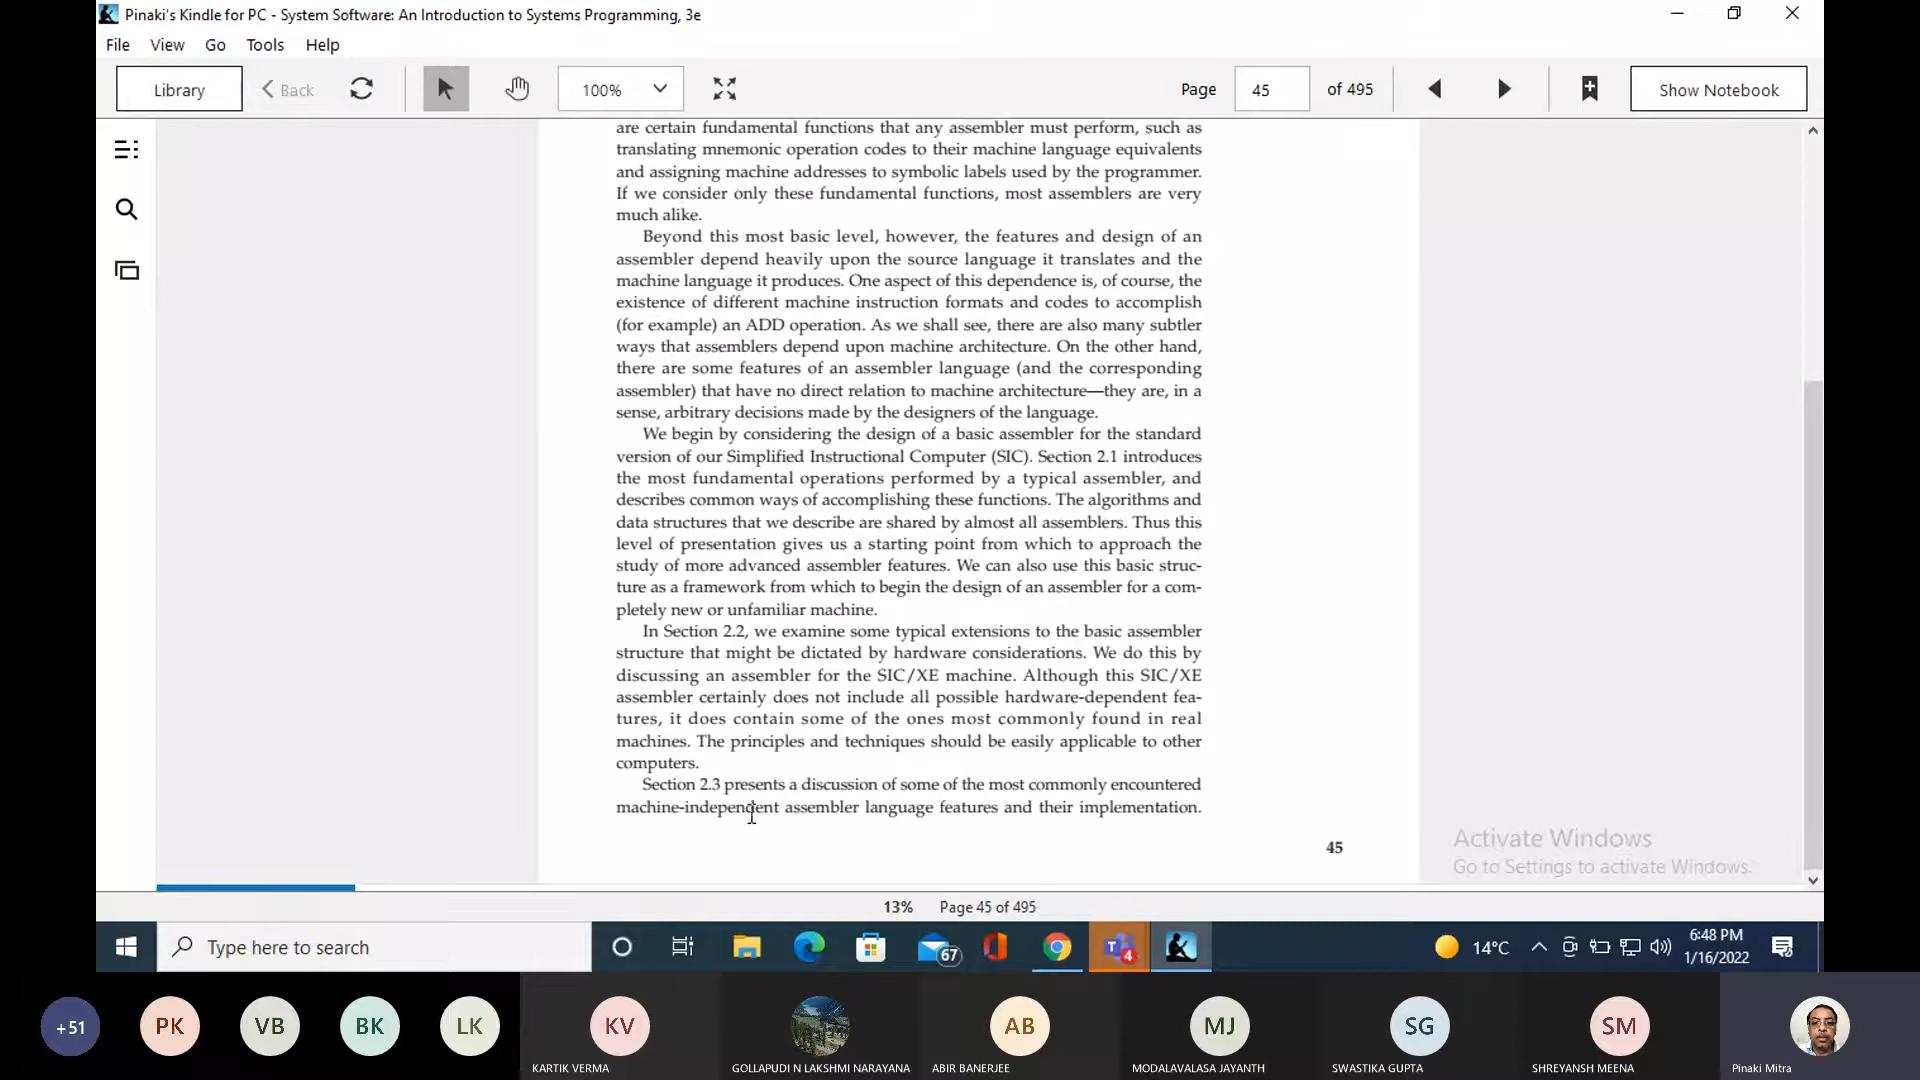 Pinaki's Kindle for PC - System Software: An Introduction to Systems Programming, 3e
File View Go Tools Help
Library Back 100% Page 45 of 495 Show Notebook
are certain fundamental functions that any assembler must perform, such as
translating mnemonic operation codes to their machine language equivalents
and assigning machine addresses to symbolic labels used by the programmer.
If we consider only these fundamental functions, most assemblers are very
much alike.
Beyond this most basic level, however, the features and design of an
assembler depend heavily upon the source language it translates and the
machine language it produces. One aspect of this dependence is, of course, the
existence of different machine instruction formats and codes to accomplish
(for example) an ADD operation. As we shall see, there are also many subtler
ways that assemblers depend upon machine architecture. On the other hand,
there are some features of an assembler language (and the corresponding
assembler) that have no direct relation to machine architecture—they are, in a
sense, arbitrary decisions made by the designers of the language.
We begin by considering the design of a basic assembler for the standard
version of our Simplified Instructional Computer (SIC). Section 2.1 introduces
the most fundamental operations performed by a typical assembler, and
describes common ways of accomplishing these functions. The algorithms and
data structures that we describe are shared by almost all assemblers. Thus this
level of presentation gives us a starting point from which to approach the
study of more advanced assembler features. We can also use this basic struc-
ture as a framework from which to begin the design of an assembler for a com-
pletely new or unfamiliar machine.
In Section 2.2, we examine some typical extensions to the basic assembler
structure that might be dictated by hardware considerations. We do this by
discussing an assembler for the SIC/XE machine. Although this SIC/XE
assembler certainly does not include all possible hardware-dependent fea-
tures, it does contain some of the ones most commonly found in real
machines. The principles and techniques should be easily applicable to other
computers.
Section 2.3 presents a discussion of some of the most commonly encountered
machine-independent assembler language features and their implementation.
45
Activate Windows
Go to Settings to activate Windows.
13% Page 45 of 495
Type here to search 67 4 14°C 6:48 PM
1/16/2022
+51 PK VB BK LK KV AB MJ SG SM
KARTIK VERMA GOLLAPUDI N LAKSHMI NARAYANA ABIR BANERJEE MODALAVALASA JAYANTH SWASTIKA GUPTA SHREYANSH MEENA Pinaki Mitra